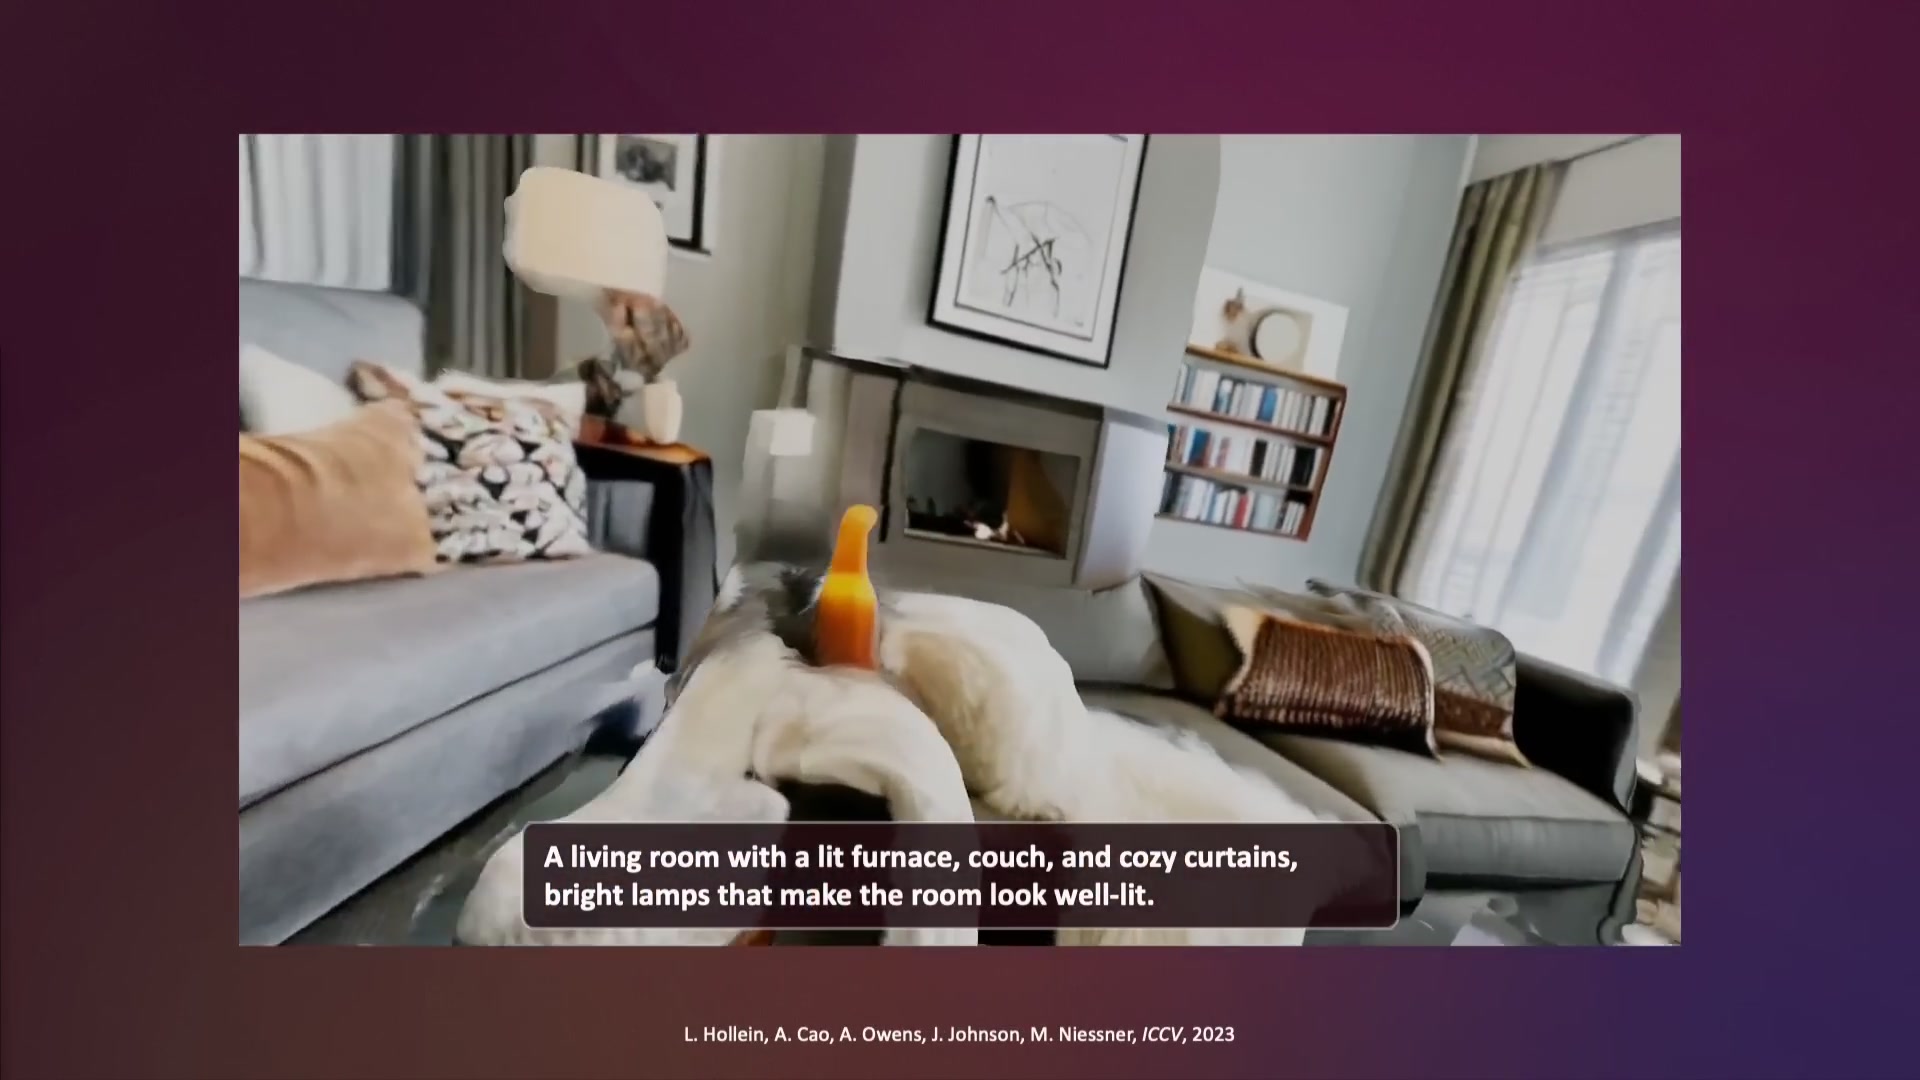 A living room with a lit furnace, couch, and cozy curtains,
bright lamps that make the room look well-lit.
L. Hollein, A. Cao, A. Owens, J. Johnson, M. Niessner, ICCV, 2023